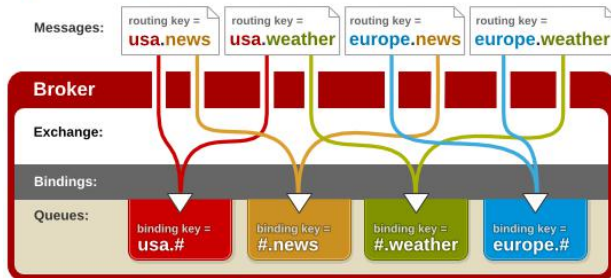 Messages:
routing key =
usa.news
routing key =
usa.weather
routing key =
europe.news
routing key =
europe.weather
Broker
Exchange:
Bindings:
Queues:
binding key =
usa.#
binding key =
#.news
binding key =
#.weather
binding key =
europe.#